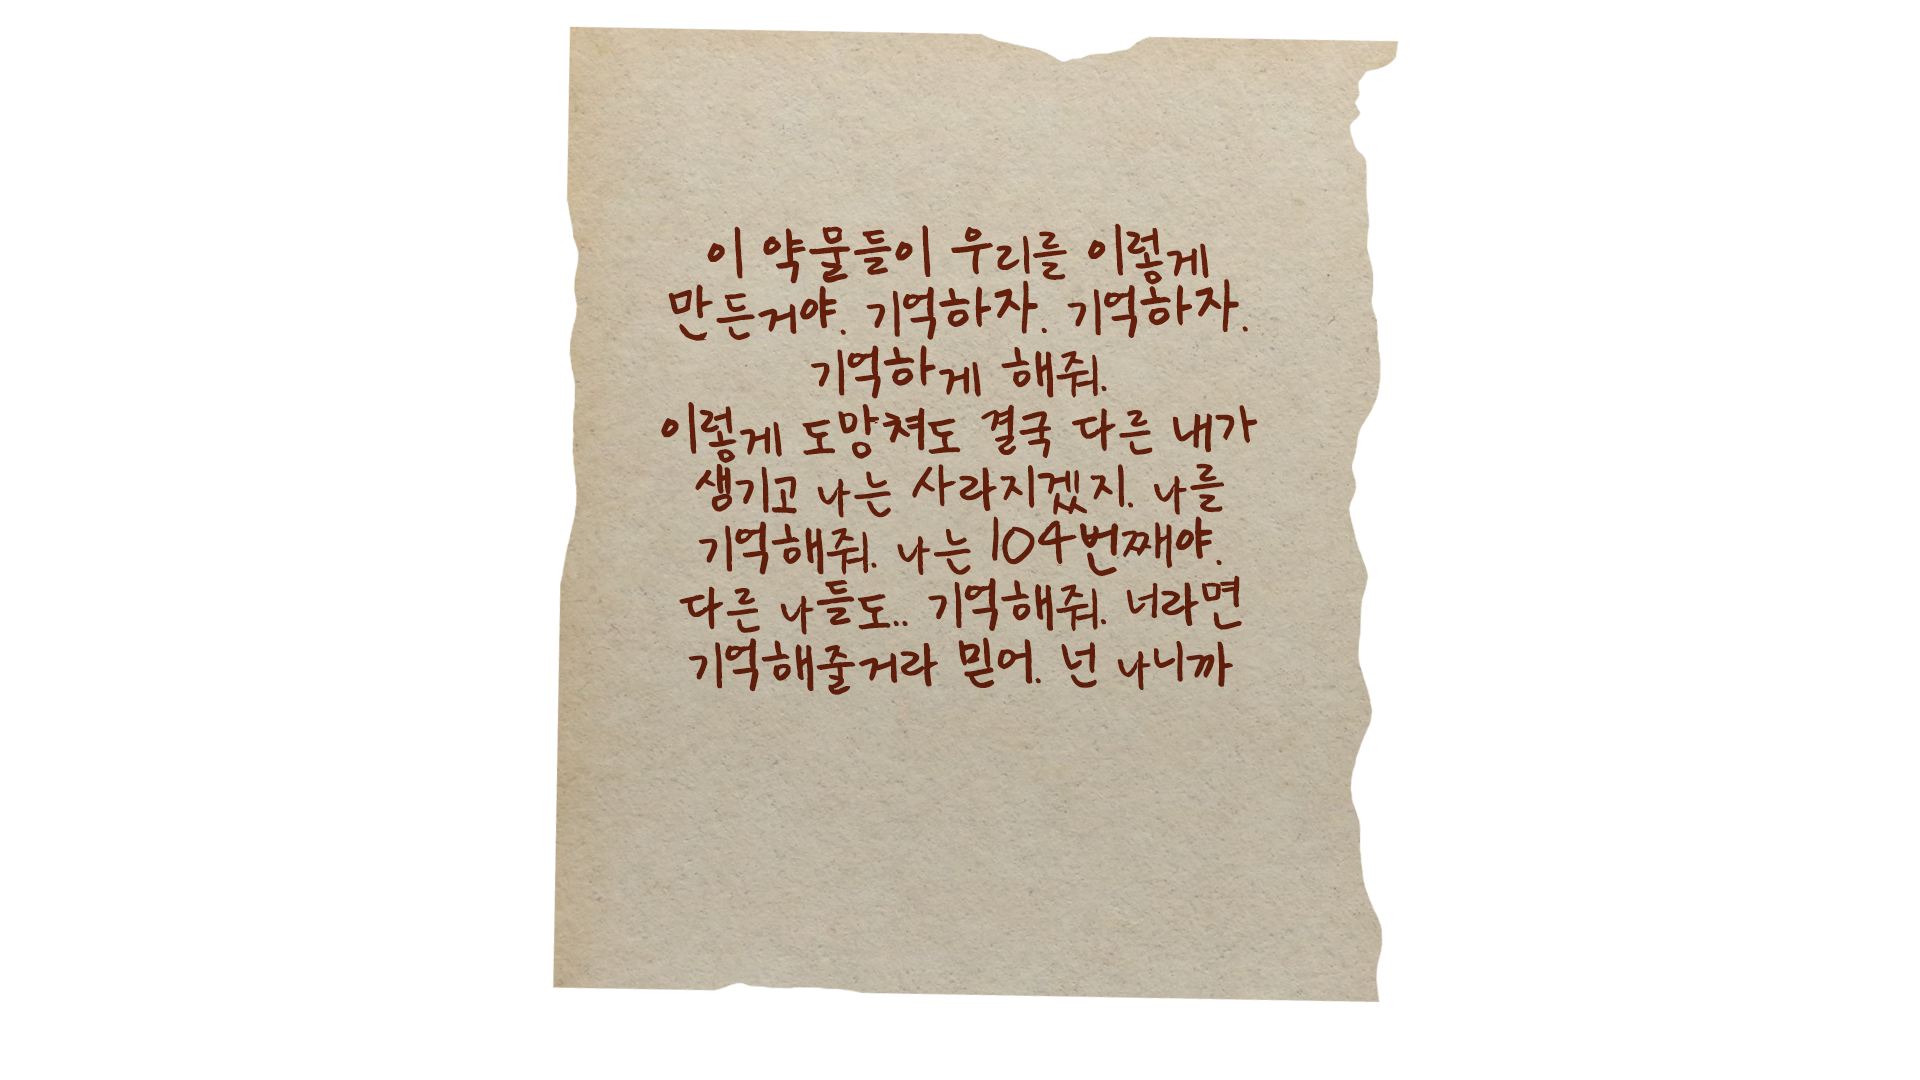 이 약물들이 우리를 이렇게
만든거야. 기억하자. 기억하자.
기억하게 해줘.
이렇게 도망쳐도 결국 다른 내가
생기고 나는 사라지겠지. 나를
기억해줘. 나는 104번째야.
다른 나들도.. 기억해줘. 너라면
기억해줄거라 믿어. 넌 나니까